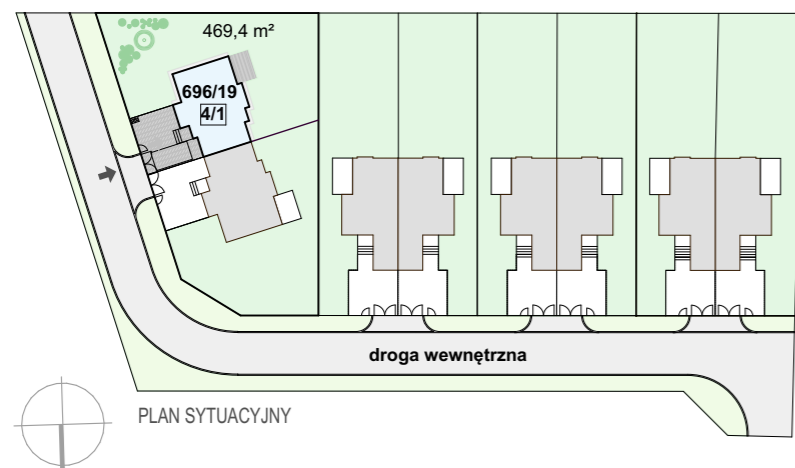 469,4 m²
696/19
4/1
droga wewnętrzna
PLAN SYTUACYJNY